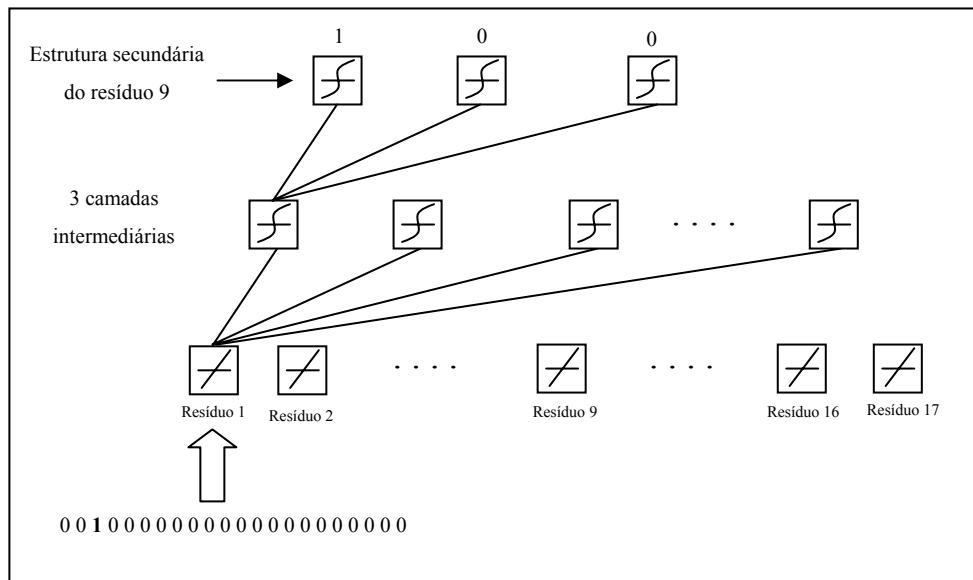 1 0 0
Estrutura secundária
do resíduo 9
3 camadas
intermediárias
. . . .
. . . . . . . .
Resíduo 1 Resíduo 2 Resíduo 9 Resíduo 16 Resíduo 17
0 0 1 0 0 0 0 0 0 0 0 0 0 0 0 0 0 0 0 0 0 0